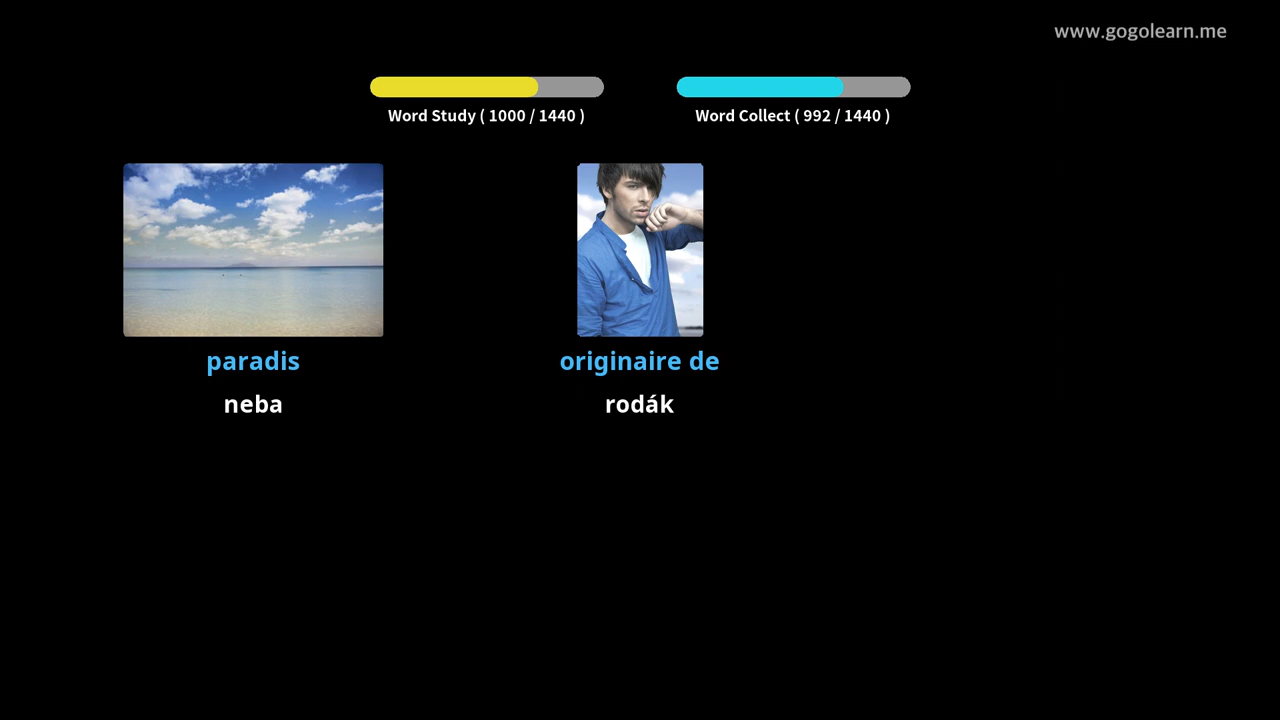 www.gogolearn.me
Word Study ( 1000 / 1440 )
Word Collect ( 992 / 1440 )
paradis
originaire de
neba
rodák